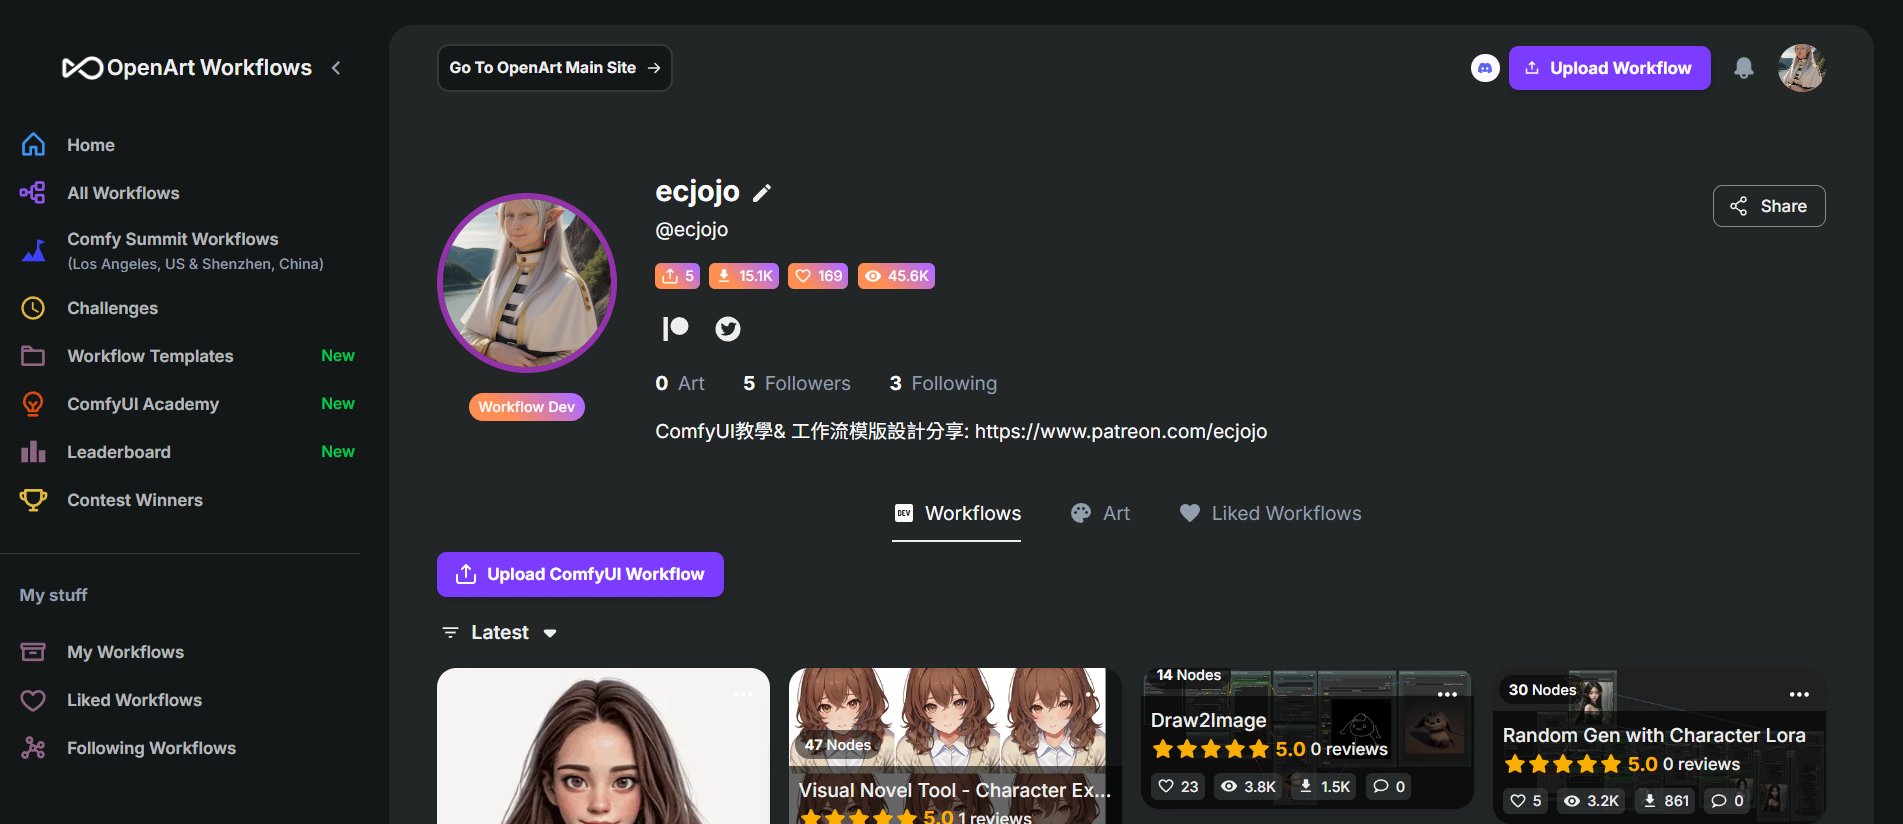 OpenArt Workflows
Go To OpenArt Main Site →
Upload Workflow
Home
All Workflows
Comfy Summit Workflows
(Los Angeles, US & Shenzhen, China)
Challenges
Workflow Templates New
ComfyUI Academy New
Leaderboard New
Contest Winners
My stuff
My Workflows
Liked Workflows
Following Workflows
ecjojo
@ecjojo
Share
5 15.1K 169 45.6K
0 Art 5 Followers 3 Following
Workflow Dev
ComfyUI教學& 工作流模版設計分享: https://www.patreon.com/ecjojo
DEV Workflows Art Liked Workflows
Upload ComfyUI Workflow
Latest
47 Nodes
Visual Novel Tool - Character Ex...
5.0 1 reviews
14 Nodes
Draw2Image
5.0 0 reviews
23 3.8K 1.5K 0
30 Nodes
Random Gen with Character Lora
5.0 0 reviews
5 3.2K 861 0